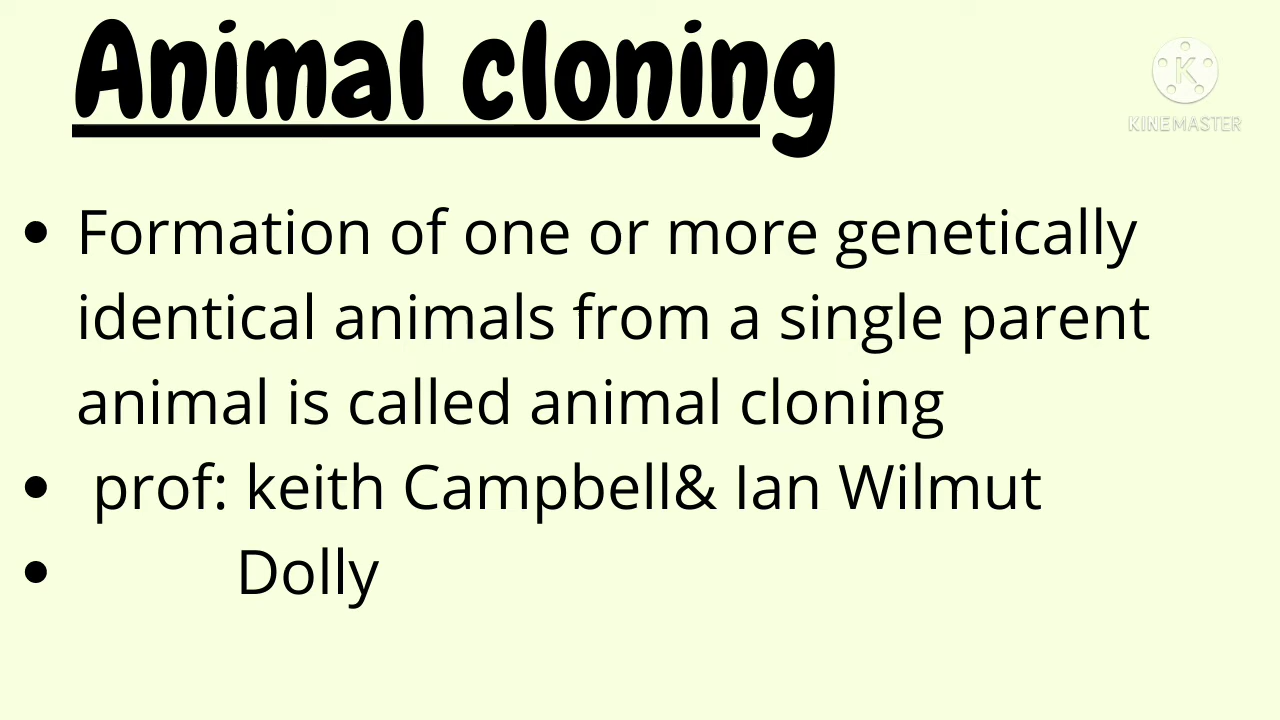 Animal cloning
K
KINEMASTER
• Formation of one or more genetically
identical animals from a single parent
animal is called animal cloning
• prof: keith Campbell& Ian Wilmut
• Dolly